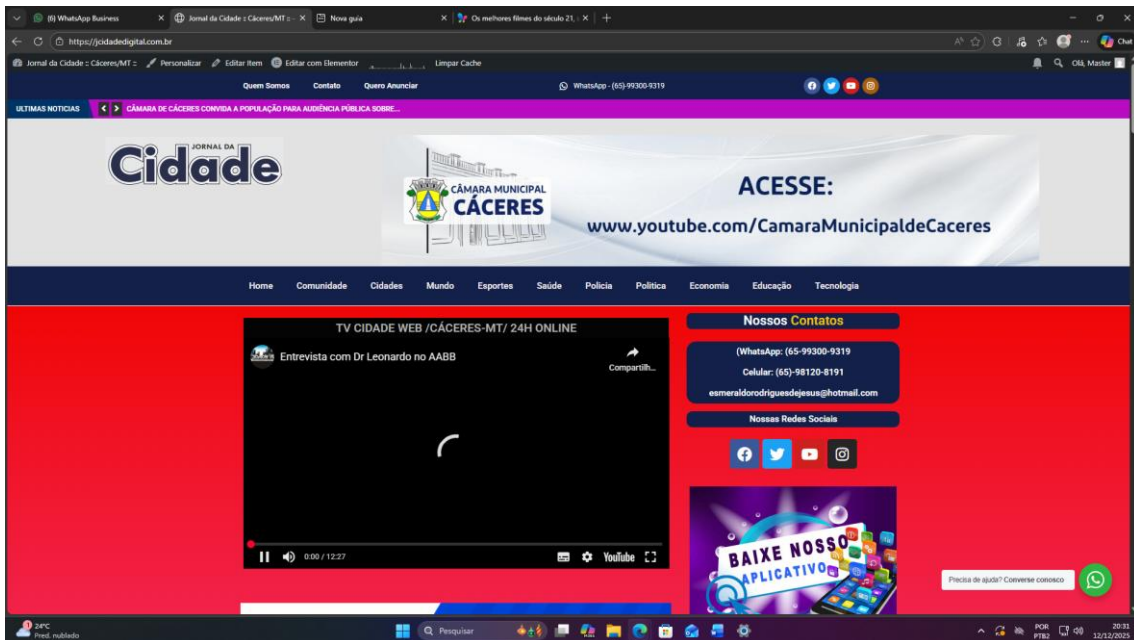 (6) WhatsApp Business
Jornal da Cidade :: Cáceres/MT ::
Nova guia
Os melhores filmes do século 21,
https://jcidadedigital.com.br
Chat
Jornal da Cidade :: Cáceres/MT ::
Personalizar
Editar Item
Editar com Elementor
Limpar Cache
Olá, Master
Quem Somos
Contato
Quero Anunciar
WhatsApp - (65)-99300-9319
ULTIMAS NOTICIAS
CÂMARA DE CÁCERES CONVIDA A POPULAÇÃO PARA AUDIÊNCIA PÚBLICA SOBRE...
JORNAL DA
Cidade
CÂMARA MUNICIPAL
CÁCERES
ACESSE:
www.youtube.com/CamaraMunicipaldeCaceres
Home
Comunidade
Cidades
Mundo
Esportes
Saúde
Policia
Politica
Economia
Educação
Tecnologia
TV CIDADE WEB /CÁCERES-MT/ 24H ONLINE
Entrevista com Dr Leonardo no AABB
Compartilh...
0:00 / 12:27
YouTube
Nossos Contatos
(WhatsApp: (65-99300-9319
Celular: (65)-98120-8191
esmeraldorodriguesdejesus@hotmail.com
Nossas Redes Sociais
BAIXE NOSSO
APLICATIVO
Precisa de ajuda? Converse conosco
24°C
Pred. nublado
Pesquisar
POR
PTB2
20:31
12/12/2025